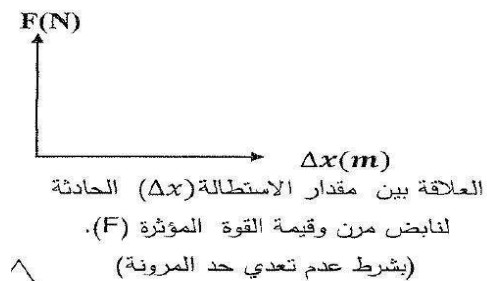 F(N)
Δx(m)
العلاقة بين مقدار الاستطالة(Δx) الحادثة
لنابض مرن وقيمة القوة المؤثرة (F).
(بشرط عدم تعدي حد المرونة)